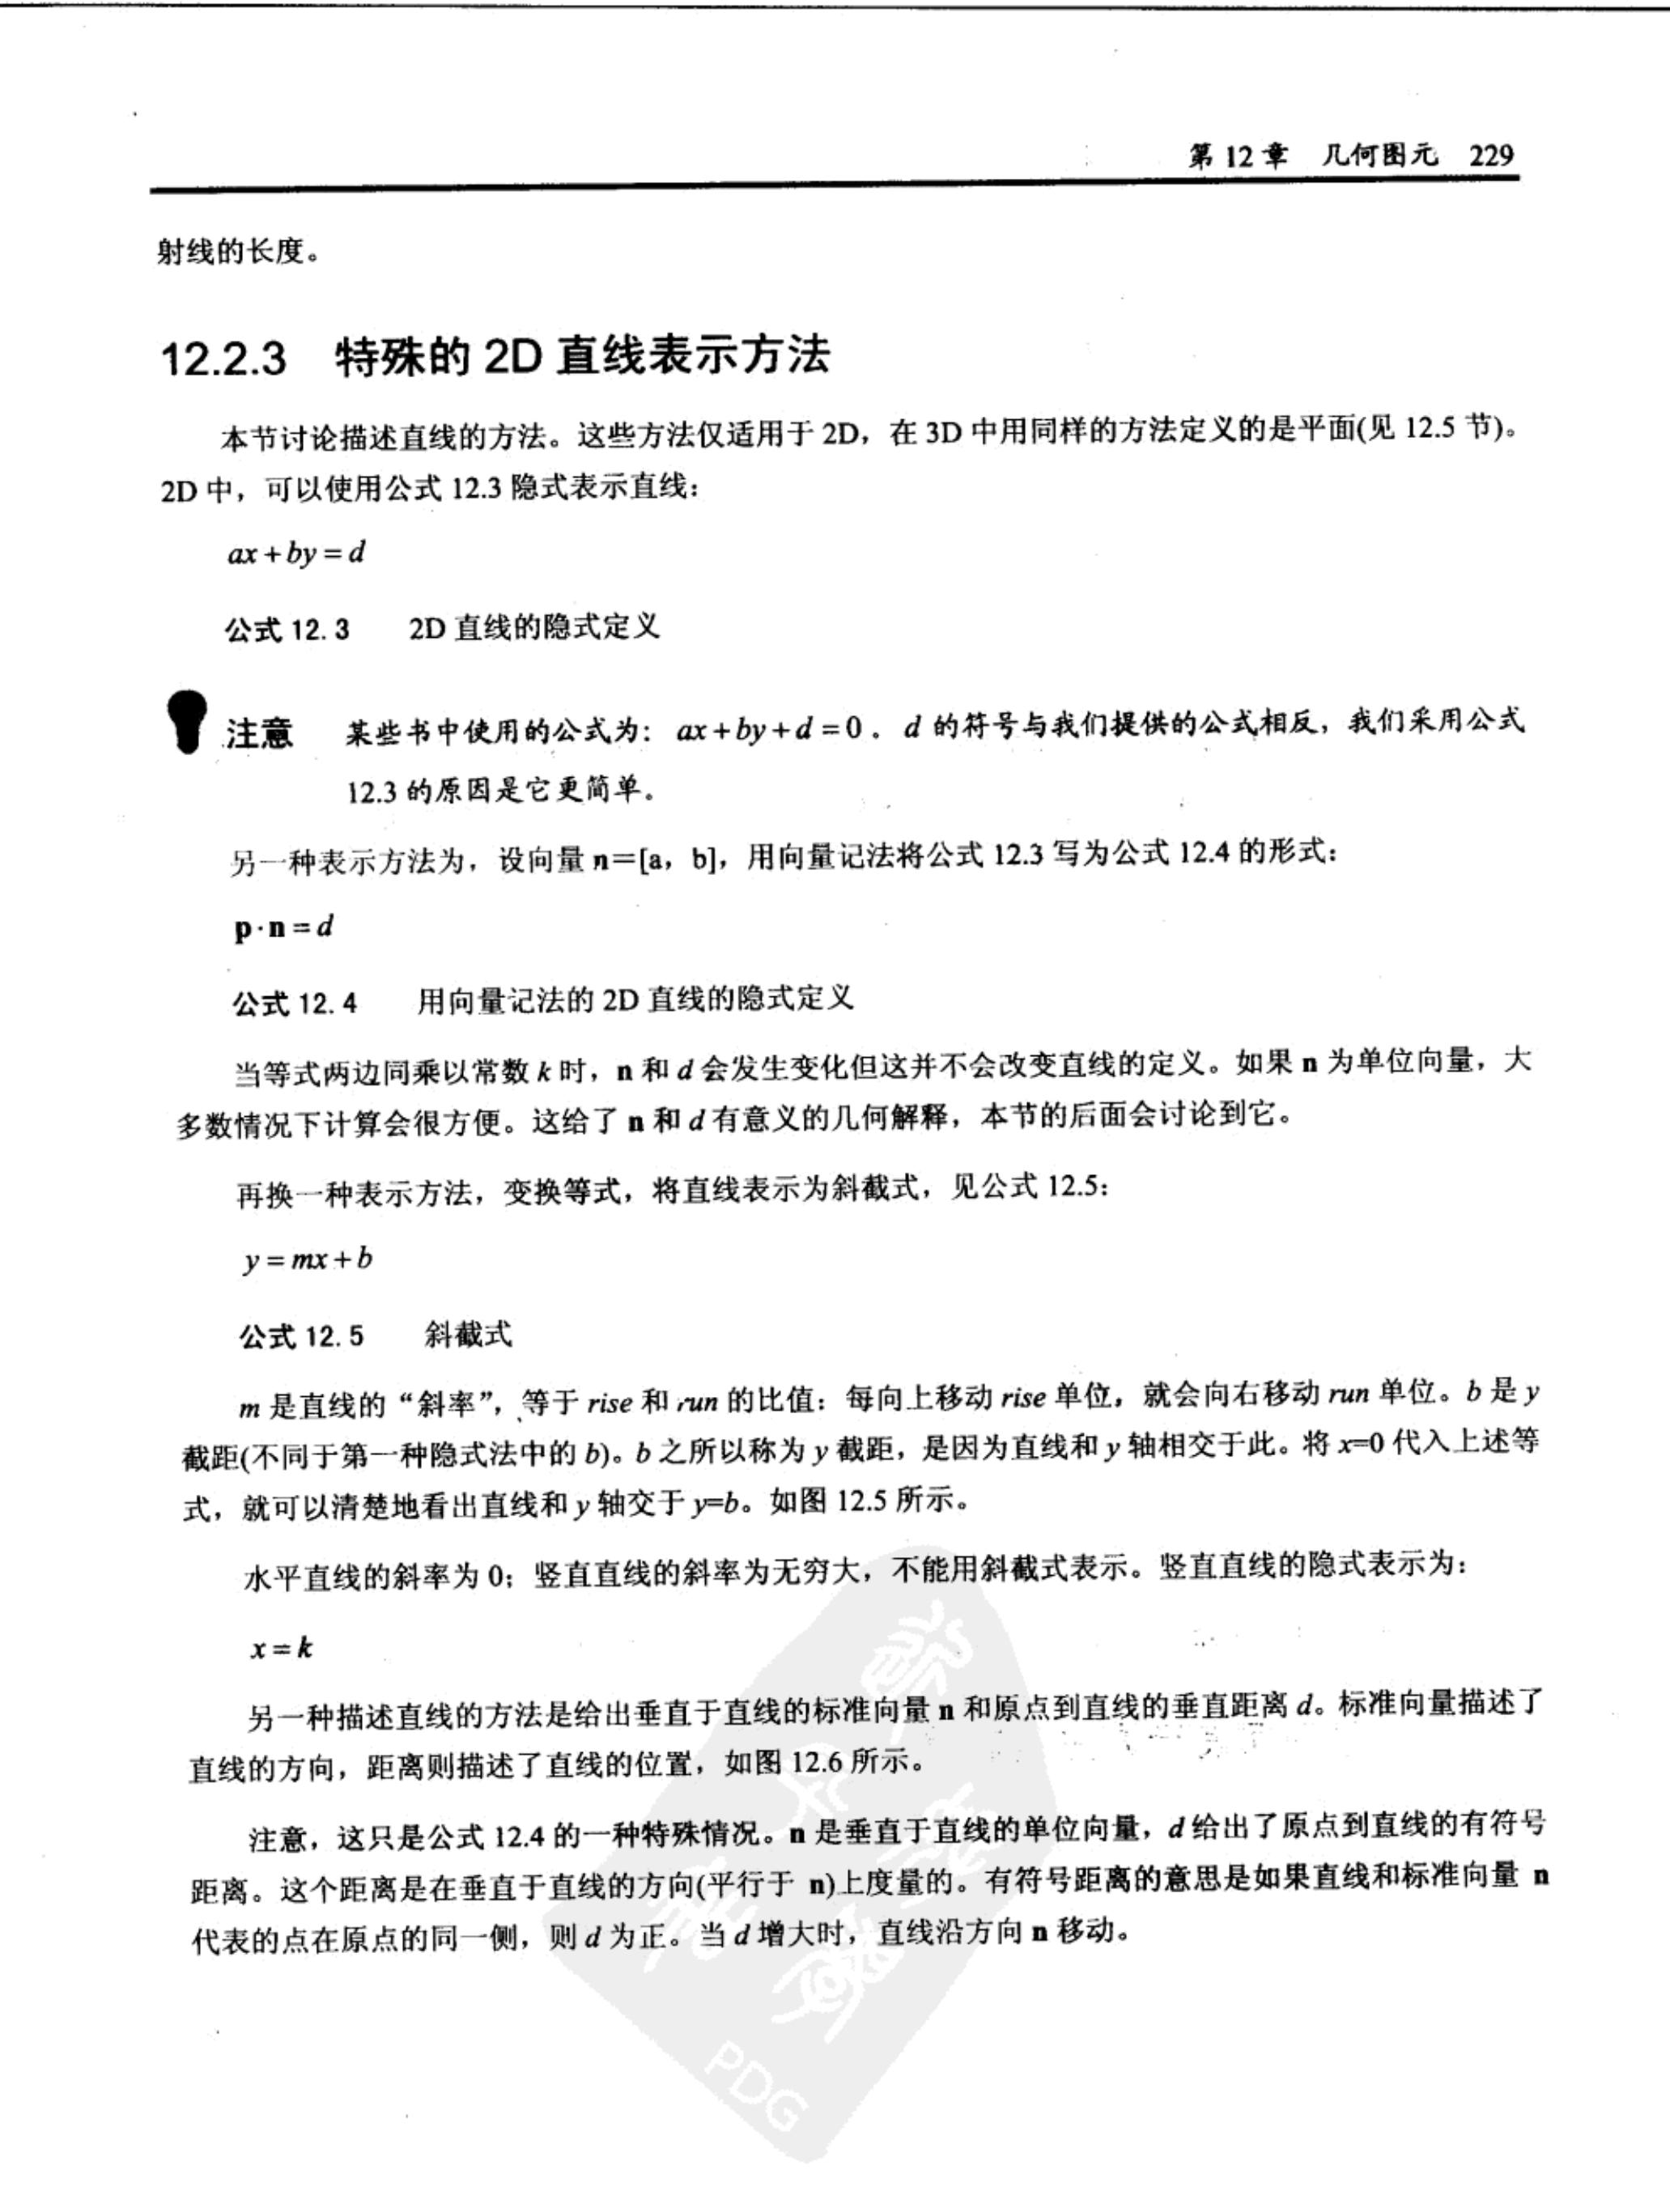 第 12 章 几何图元 229
射线的长度。
12.2.3 特殊的 2D 直线表示方法
本节讨论描述直线的方法。这些方法仅适用于 2D，在 3D 中用同样的方法定义的是平面(见 12.5 节)。
2D 中，可以使用公式 12.3 隐式表示直线：
ax + by = d
公式 12.3 2D 直线的隐式定义
注意 某些书中使用的公式为：ax + by + d = 0。d 的符号与我们提供的公式相反，我们采用公式
12.3 的原因是它更简单。
另一种表示方法为，设向量 n＝[a，b]，用向量记法将公式 12.3 写为公式 12.4 的形式：
p · n = d
公式 12.4 用向量记法的 2D 直线的隐式定义
当等式两边同乘以常数 k 时，n 和 d 会发生变化但这并不会改变直线的定义。如果 n 为单位向量，大
多数情况下计算会很方便。这给了 n 和 d 有意义的几何解释，本节的后面会讨论到它。
再换一种表示方法，变换等式，将直线表示为斜截式，见公式 12.5：
y = mx + b
公式 12.5 斜截式
m 是直线的“斜率”，等于 rise 和 run 的比值：每向上移动 rise 单位，就会向右移动 run 单位。b 是 y
截距(不同于第一种隐式法中的 b)。b 之所以称为 y 截距，是因为直线和 y 轴相交于此。将 x=0 代入上述等
式，就可以清楚地看出直线和 y 轴交于 y=b。如图 12.5 所示。
水平直线的斜率为 0；竖直直线的斜率为无穷大，不能用斜截式表示。竖直直线的隐式表示为：
x = k
另一种描述直线的方法是给出垂直于直线的标准向量 n 和原点到直线的垂直距离 d。标准向量描述了
直线的方向，距离则描述了直线的位置，如图 12.6 所示。
注意，这只是公式 12.4 的一种特殊情况。n 是垂直于直线的单位向量，d 给出了原点到直线的有符号
距离。这个距离是在垂直于直线的方向(平行于 n)上度量的。有符号距离的意思是如果直线和标准向量 n
代表的点在原点的同一侧，则 d 为正。当 d 增大时，直线沿方向 n 移动。
PDG